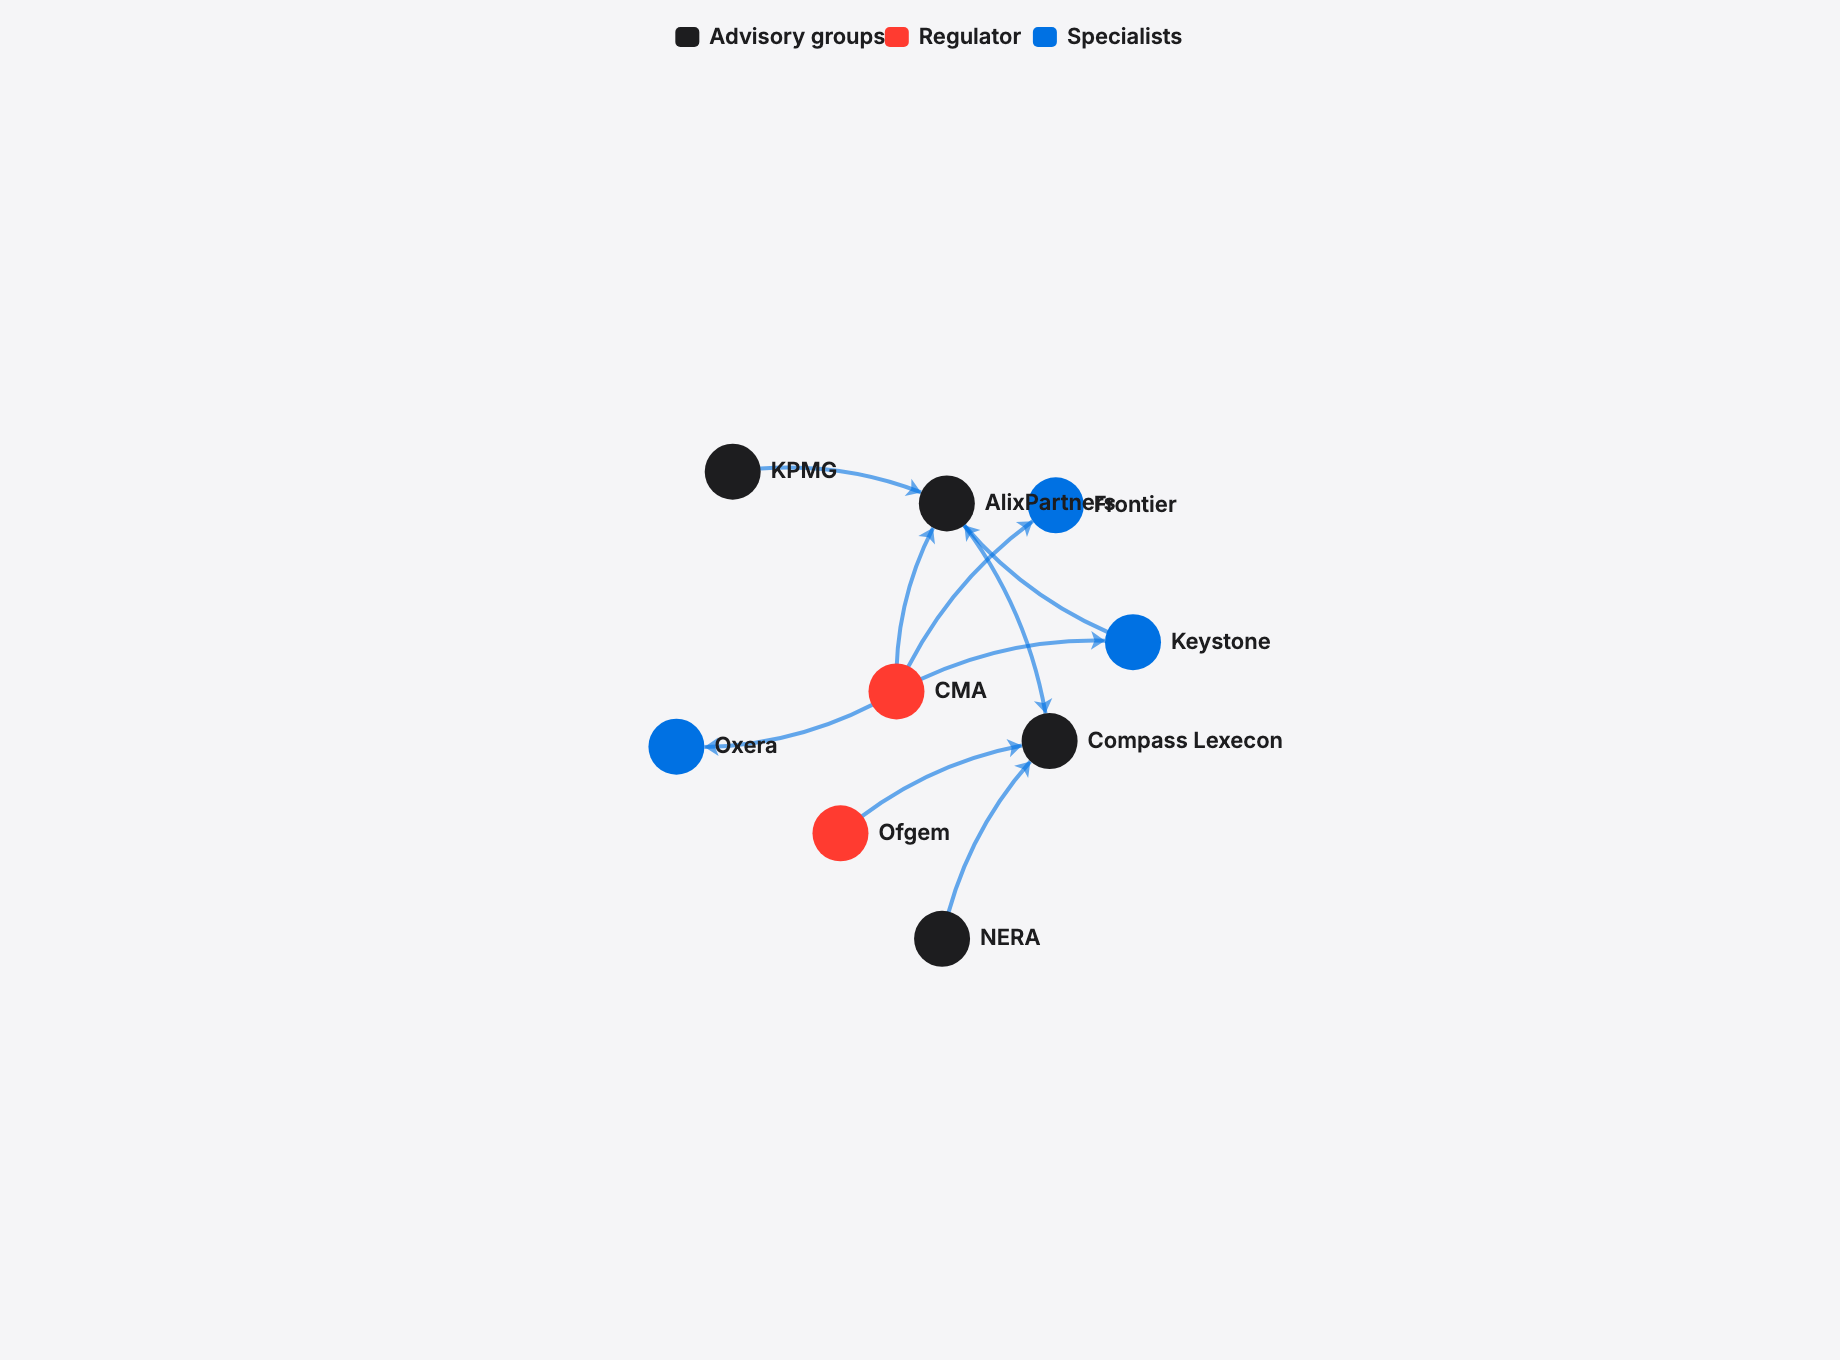 Advisory groups
Regulator
Specialists
KPMG
AlixPartners
Frontier
Keystone
CMA
Compass Lexecon
Oxera
Ofgem
NERA